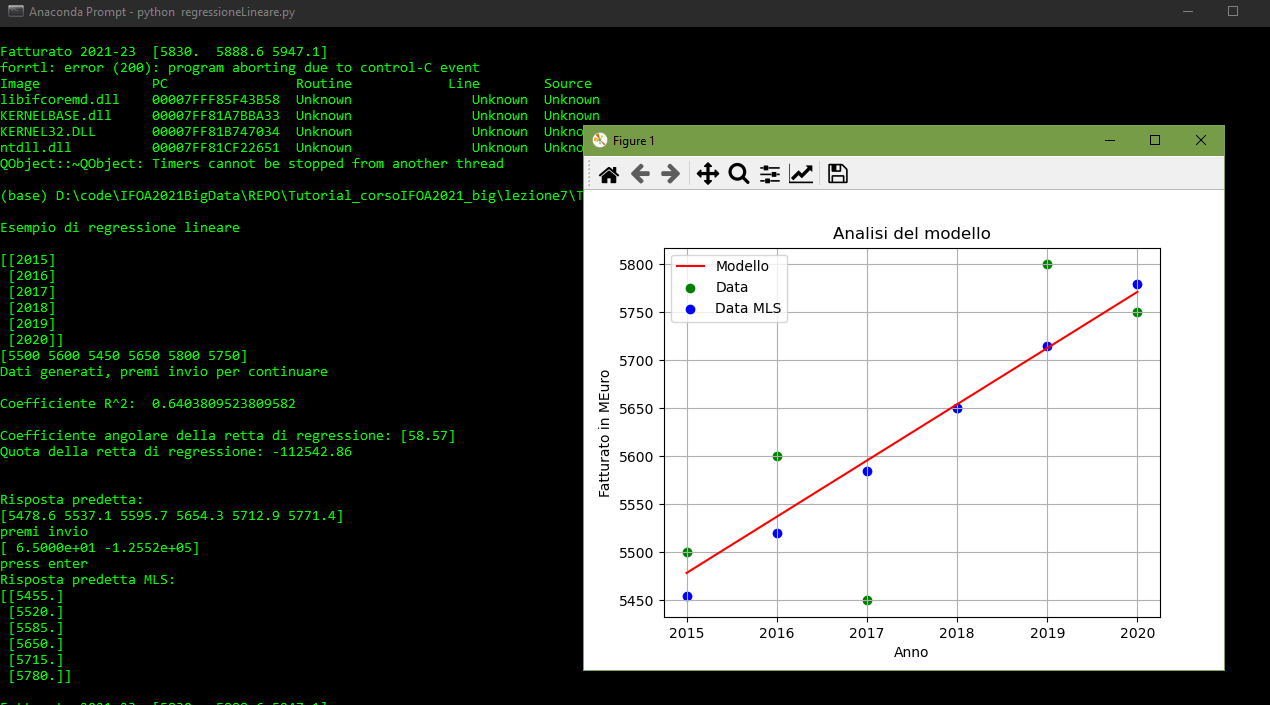 Anaconda Prompt - python  regressioneLineare.py
Fatturato 2021-23  [5830.  5888.6 5947.1]
forrtl: error (200): program aborting due to control-C event
Image              PC                Routine            Line        Source
libifcoremd.dll    00007FFF85F43B58  Unknown               Unknown  Unknown
KERNELBASE.dll     00007FFF81A7BBA33  Unknown               Unknown  Unknown
KERNEL32.DLL       00007FF81B747034  Unknown               Unknown  Unkno
ntdll.dll          00007FF81CF22651  Unknown               Unknown  Unkno
QObject::~QObject: Timers cannot be stopped from another thread
(base) D:\code\IFOA2021BigData\REPO\Tutorial_corsoIFOA2021_big\lezione7\T
Esempio di regressione lineare
[[2015]
 [2016]
 [2017]
 [2018]
 [2019]
 [2020]]
[5500 5600 5450 5650 5800 5750]
Dati generati, premi invio per continuare
Coefficiente R^2:  0.6403809523809582
Coefficiente angolare della retta di regressione: [58.57]
Quota della retta di regressione: -112542.86
Risposta predetta:
[5478.6 5537.1 5595.7 5654.3 5712.9 5771.4]
premi invio
[ 6.5000e+01 -1.2552e+05]
press enter
Risposta predetta MLS:
[[5455.]
 [5520.]
 [5585.]
 [5650.]
 [5715.]
 [5780.]]
Fatturato 2021-23  [5830.  5888.6 5947.1]
Figure 1
Analisi del modello
Modello
Data
Data MLS
Fatturato in MEuro
5800
5750
5700
5650
5600
5550
5500
5450
2015 2016 2017 2018 2019 2020
Anno